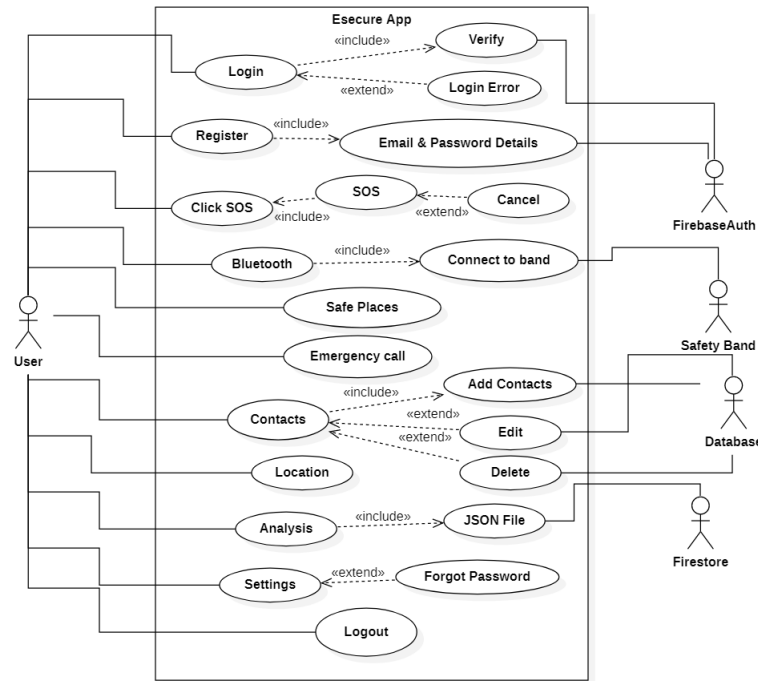 Esecure App
«include»
Verify
Login
«extend»
Login Error
Register
«include»
Email & Password Details
FirebaseAuth
Click SOS
«include»
SOS
«extend»
Cancel
Bluetooth
«include»
Connect to band
Safety Band
Safe Places
User
Emergency call
Contacts
«include»
Add Contacts
«extend»
Edit
«extend»
Delete
Database
Location
Analysis
«include»
JSON File
Firestore
Settings
«extend»
Forgot Password
Logout